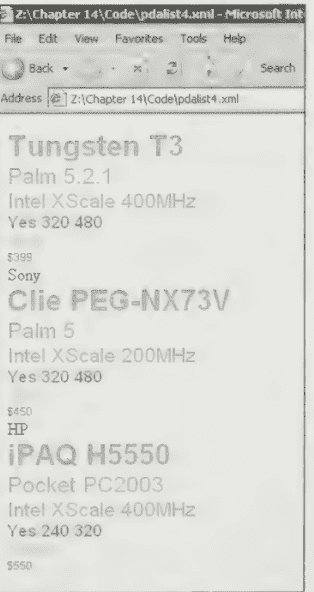 Z:\Chapter 14\Code\pdalist4.xml - Microsoft Int
File Edit View Favorites Tools Help
Back Search
Address Z:\Chapter 14\Code\pdalist4.xml
Tungsten T3
Palm 5.2.1
Intel XScale 400MHz
Yes 320 480
$399
Sony
Clie PEG-NX73V
Palm 5
Intel XScale 200MHz
Yes 320 480
$450
HP
iPAQ H5550
Pocket PC2003
Intel XScale 400MHz
Yes 240 320
$550